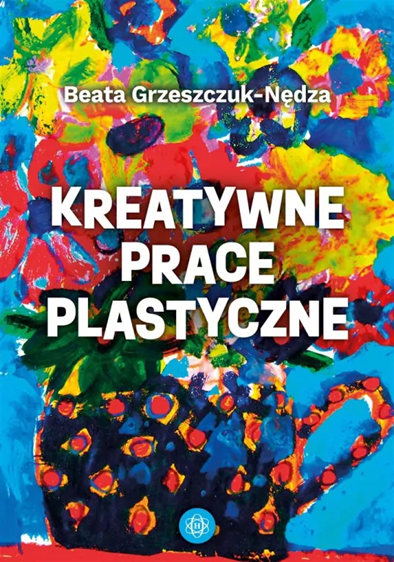 Beata Grzeszczuk-Nędza
KREATYWNE
PRACE
PLASTYCZNE
H